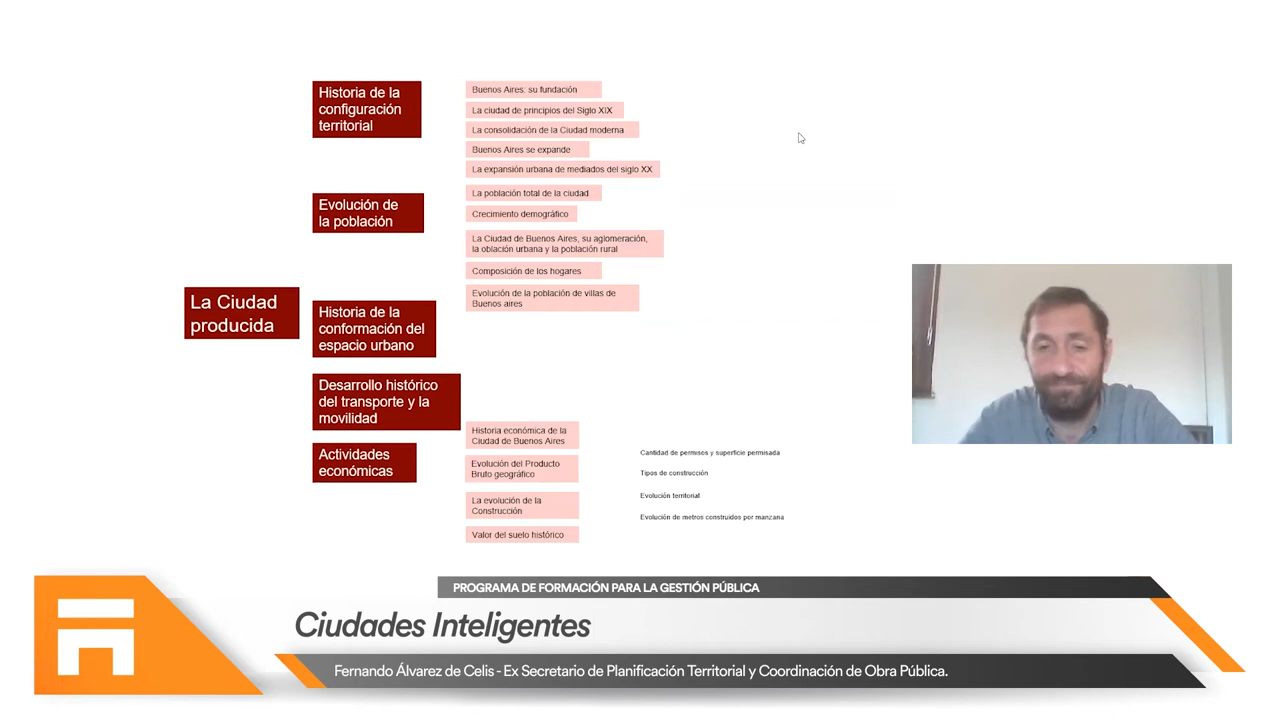 Historia de la
configuración
territorial
Buenos Aires: su fundación
La ciudad de principios del Siglo XIX
La consolidación de la Ciudad moderna
Buenos Aires se expande
La expansión urbana de mediados del siglo XX
Evolución de
la población
La población total de la ciudad
Crecimiento demográfico
La Ciudad de Buenos Aires, su aglomeración,
la oblación urbana y la población rural
Composición de los hogares
Evolución de la población de villas de
Buenos aires
La Ciudad
producida
Historia de la
conformación del
espacio urbano
Desarrollo histórico
del transporte y la
movilidad
Actividades
económicas
Historia económica de la
Ciudad de Buenos Aires
Evolución del Producto
Bruto geográfico
La evolución de la
Construcción
Valor del suelo histórico
Cantidad de permisos y superficie permisada
Tipos de construcción
Evolución territorial
Evolución de metros construidos por manzana
PROGRAMA DE FORMACIÓN PARA LA GESTIÓN PÚBLICA
Ciudades Inteligentes
Fernando Álvarez de Celis - Ex Secretario de Planificación Territorial y Coordinación de Obra Pública.